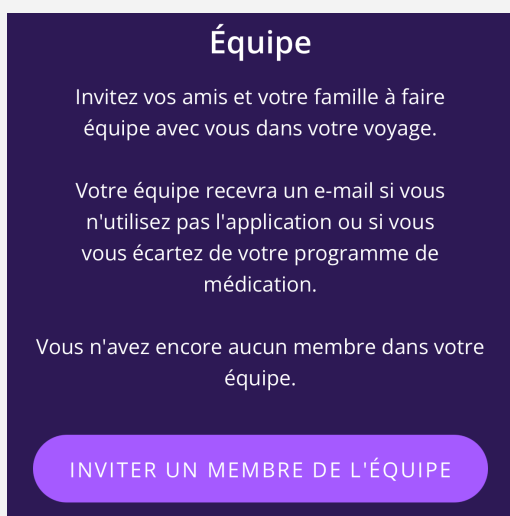 Équipe
Invitez vos amis et votre famille à faire
équipe avec vous dans votre voyage.
Votre équipe recevra un e-mail si vous
n'utilisez pas l'application ou si vous
vous écartez de votre programme de
médication.
Vous n'avez encore aucun membre dans votre
équipe.
INVITER UN MEMBRE DE L'ÉQUIPE